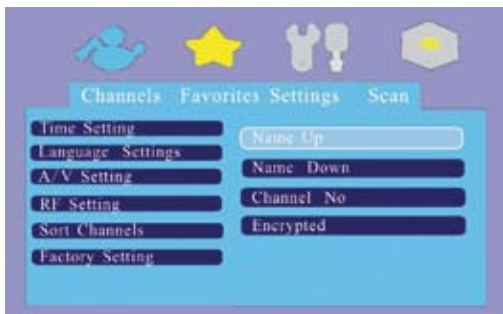 Channels Favorites Settings Scan
Time Setting
Language Settings
A/V Setting
RF Setting
Sort Channels
Factory Setting
Name Up
Name Down
Channel No
Encrypted